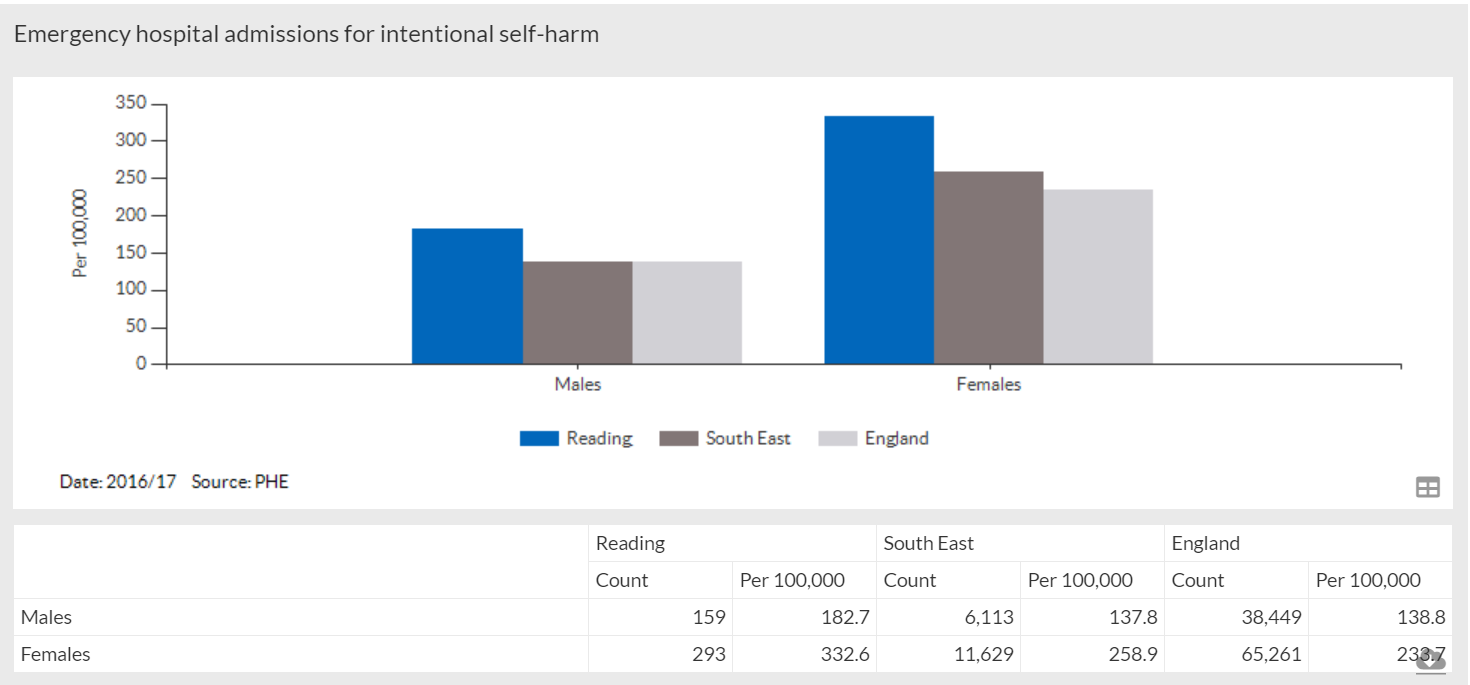 Emergency hospital admissions for intentional self-harm
350
300
250
200
150
100
50
0
Per 100,000
Males Females
Reading South East England
Date: 2016/17 Source: PHE
Reading South East England
Count Per 100,000 Count Per 100,000 Count Per 100,000
Males 159 182.7 6,113 137.8 38,449 138.8
Females 293 332.6 11,629 258.9 65,261 233.7